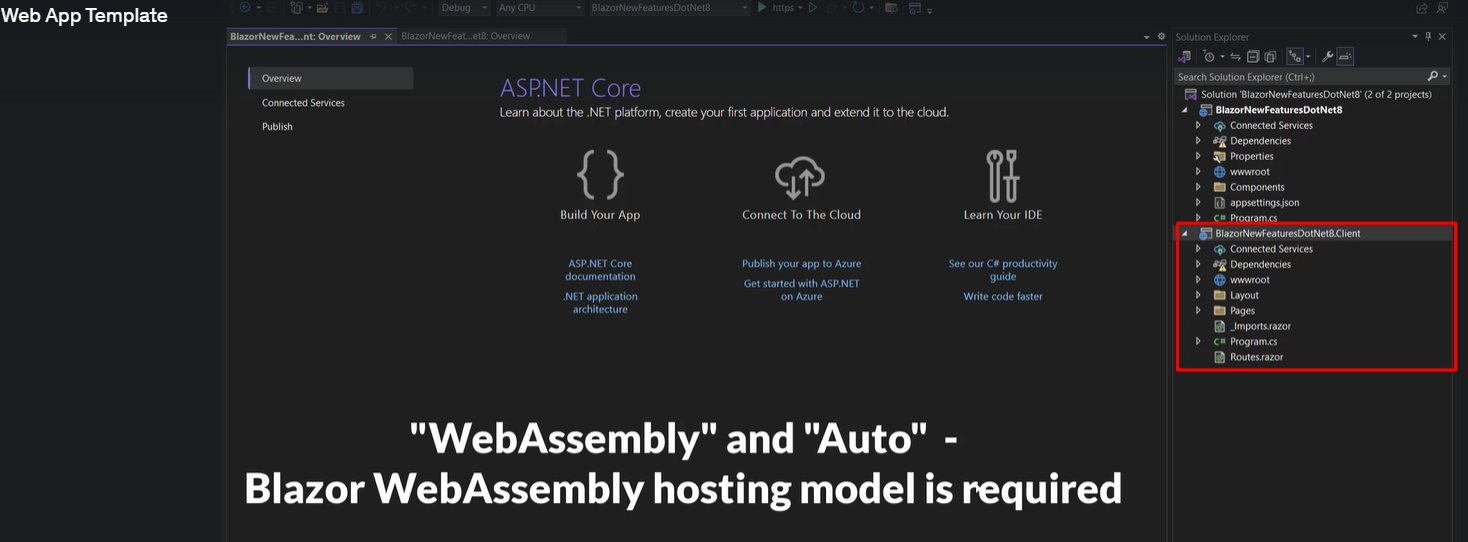 Web App Template
Debug
Any CPU
BlazorNewFeaturesDotNet8
https
BlazorNewFea...nt: Overview
BlazorNewFeat...et8: Overview
Overview
Connected Services
Publish
ASP.NET Core
Learn about the .NET platform, create your first application and extend it to the cloud.
Build Your App
Connect To The Cloud
Learn Your IDE
ASP.NET Core
documentation
.NET application
architecture
Publish your app to Azure
Get started with ASP.NET
on Azure
See our C# productivity
guide
Write code faster
"WebAssembly" and "Auto" -
Blazor WebAssembly hosting model is required
Solution Explorer
Search Solution Explorer (Ctrl+;)
Solution 'BlazorNewFeaturesDotNet8' (2 of 2 projects)
BlazorNewFeaturesDotNet8
Connected Services
Dependencies
Properties
wwwroot
Components
appsettings.json
C# Program.cs
BlazorNewFeaturesDotNet8.Client
Connected Services
Dependencies
wwwroot
Layout
Pages
_Imports.razor
C# Program.cs
Routes.razor